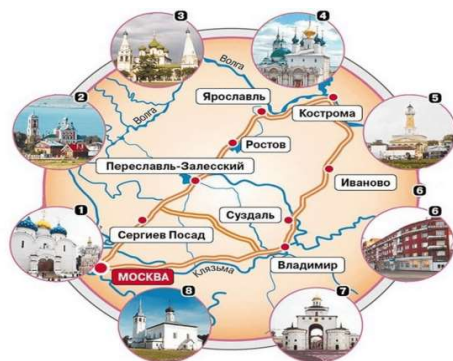 3
4
Волга
Ярославль
Кострома
2
Волга
5
Ростов
Переславль-Залесский
Иваново
6
1
Сергиев Посад
Суздаль
6
МОСКВА
Клязьма
Владимир
8
7